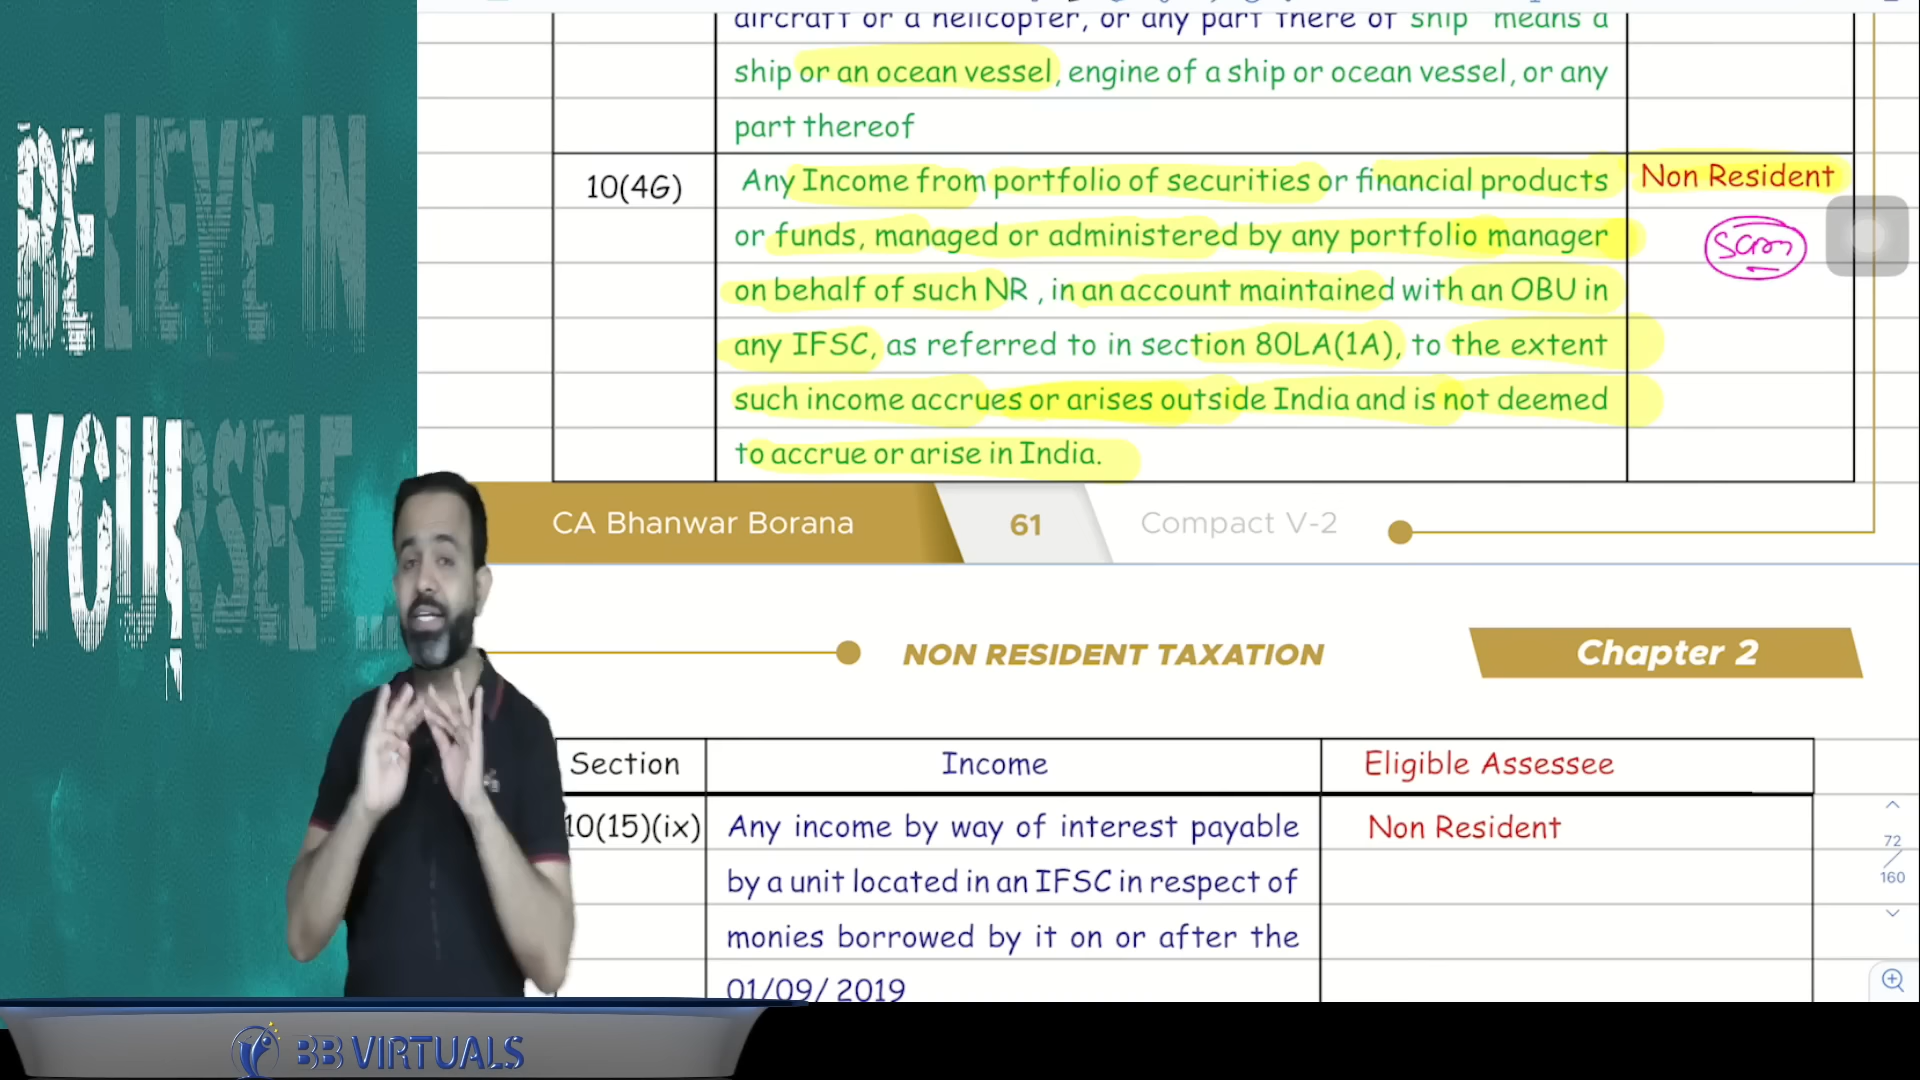 BELIEVE IN
YOURSELF
aircraft or a helicopter, or any part there of ship" means a
ship or an ocean vessel, engine of a ship or ocean vessel, or any
part thereof
10(4G)
Any Income from portfolio of securities or financial products
or funds, managed or administered by any portfolio manager
on behalf of such NR , in an account maintained with an OBU in
any IFSC, as referred to in section 80LA(1A), to the extent
such income accrues or arises outside India and is not deemed
to accrue or arise in India.
Non Resident
CA Bhanwar Borana 61 Compact V-2
NON RESIDENT TAXATION Chapter 2
Section Income Eligible Assessee
10(15)(ix)
Any income by way of interest payable
by a unit located in an IFSC in respect of
monies borrowed by it on or after the
01/09/ 2019
Non Resident
72
160
BB VIRTUALS